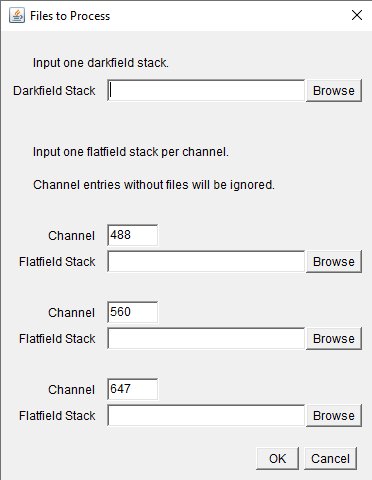 Files to Process
Input one darkfield stack.
Darkfield Stack Browse
Input one flatfield stack per channel.
Channel entries without files will be ignored.
Channel 488
Flatfield Stack Browse
Channel 560
Flatfield Stack Browse
Channel 647
Flatfield Stack Browse
OK Cancel